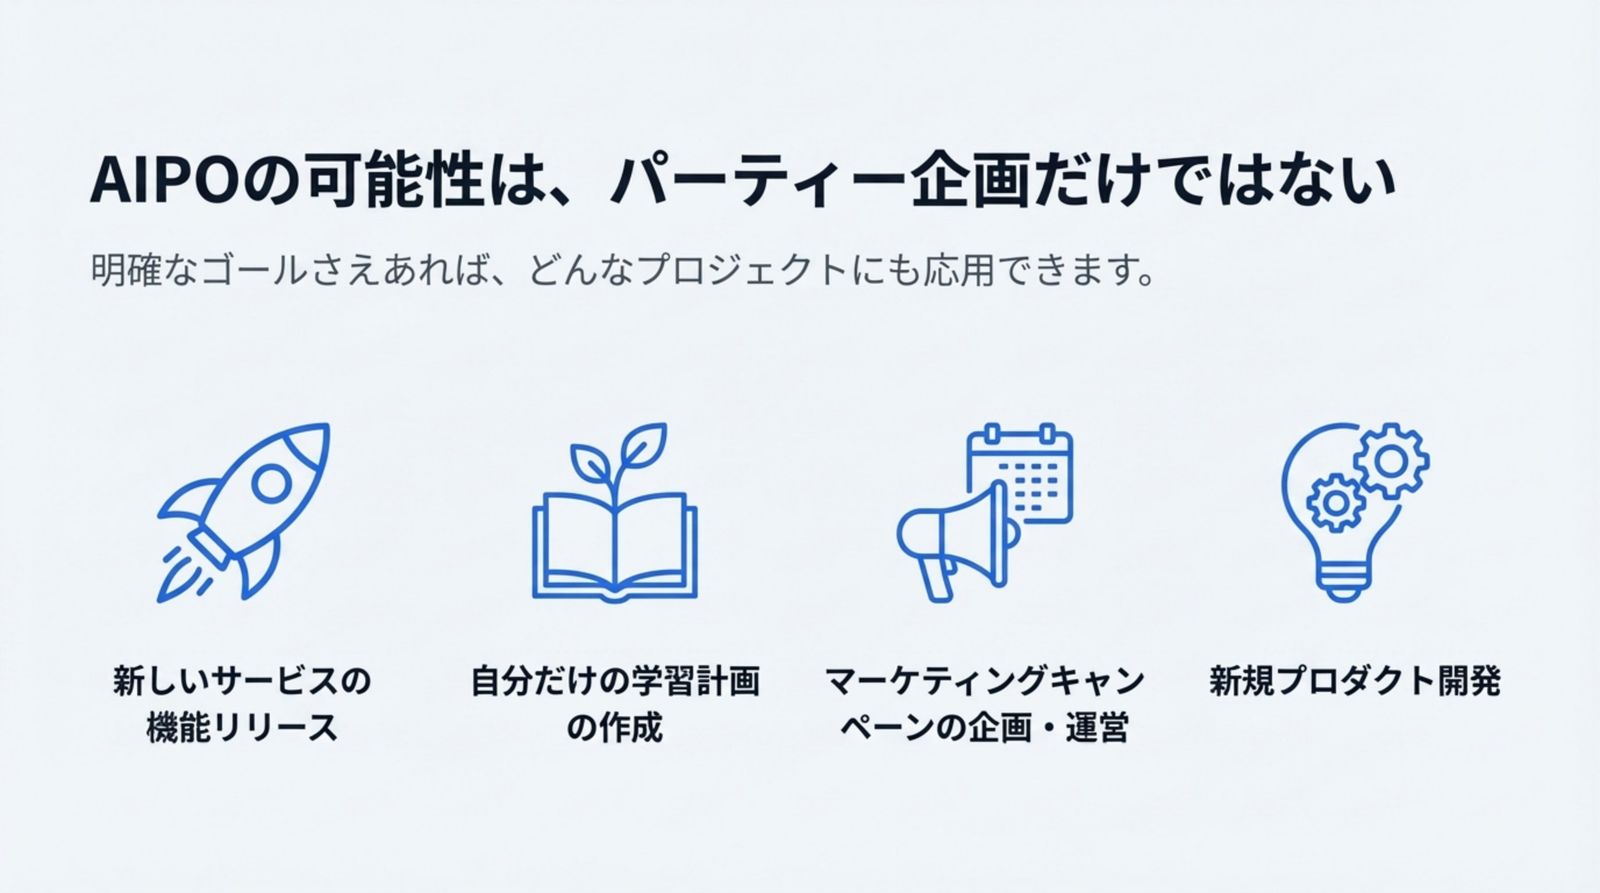 AIPOの可能性は、パーティー企画だけではない
明確なゴールさえあれば、どんなプロジェクトにも応用できます。
新しいサービスの
機能リリース
自分だけの学習計画
の作成
マーケティングキャン
ペーンの企画・運営
新規プロダクト開発